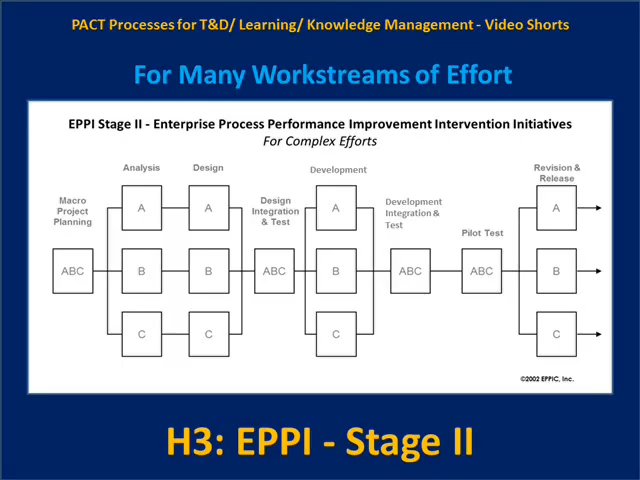 PACT Processes for T&D/ Learning/ Knowledge Management - Video Shorts
For Many Workstreams of Effort
EPPI Stage II - Enterprise Process Performance Improvement Intervention Initiatives
For Complex Efforts
Macro
Project
Planning
Analysis
Design
Design
Integration
& Test
Development
Development
Integration &
Test
Pilot Test
Revision &
Release
A
A
A
A
ABC
B
B
ABC
B
ABC
ABC
B
C
C
C
C
©2002 EPPIC, Inc.
H3: EPPI - Stage II